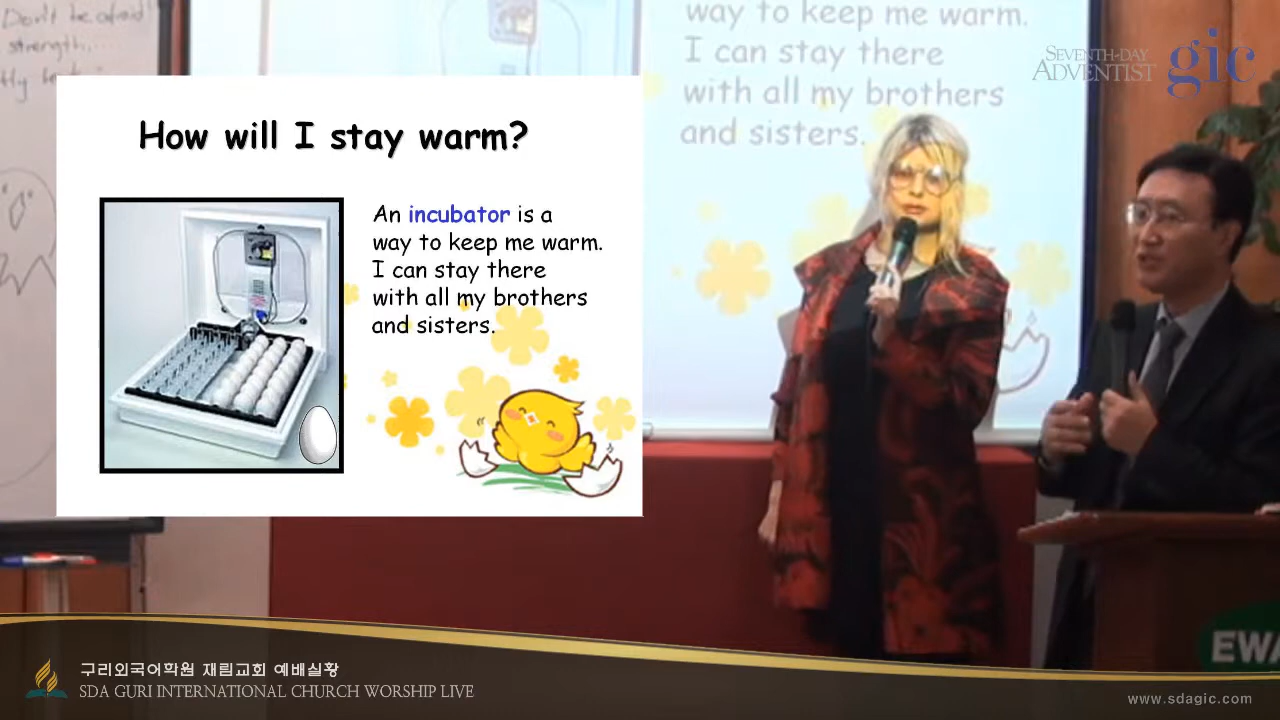 Don't be afraid!
strength....
way to keep me warm.
I can stay there
with all my brothers
and sisters.
SEVENTH-DAY
ADVENTIST
gic
How will I stay warm?
An incubator is a
way to keep me warm.
I can stay there
with all my brothers
and sisters.
구리외국어학원 재림교회 예배실황
SDA GURI INTERNATIONAL CHURCH WORSHIP LIVE
www.sdagic.com